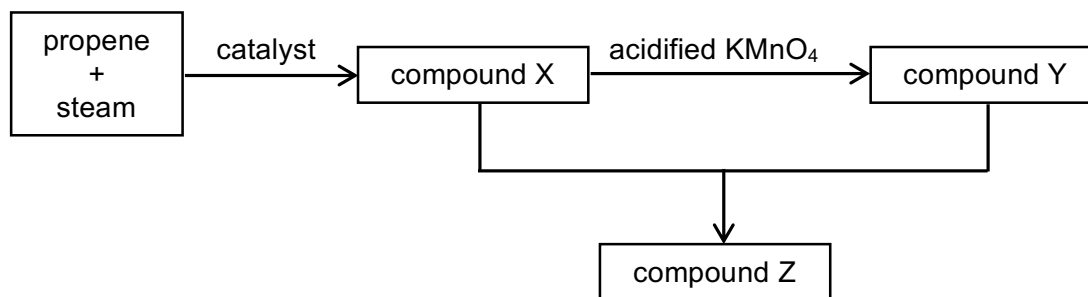 propene
+
steam
catalyst
compound X
acidified KMnO₄
compound Y
compound Z